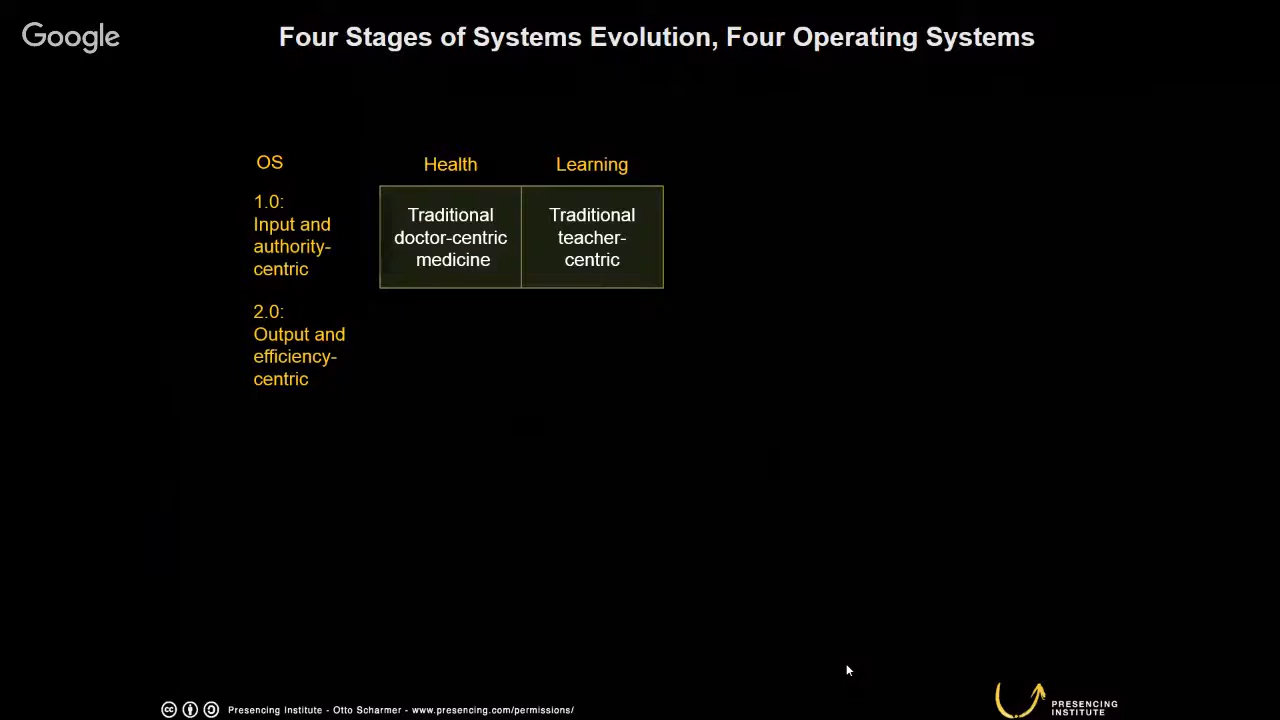 Google
Four Stages of Systems Evolution, Four Operating Systems
OS
Health
Learning
1.0:
Input and
authority-
centric
Traditional
doctor-centric
medicine
Traditional
teacher-
centric
2.0:
Output and
efficiency-
centric
Presencing Institute - Otto Scharmer - www.presencing.com/permissions/
PRESENCING
INSTITUTE